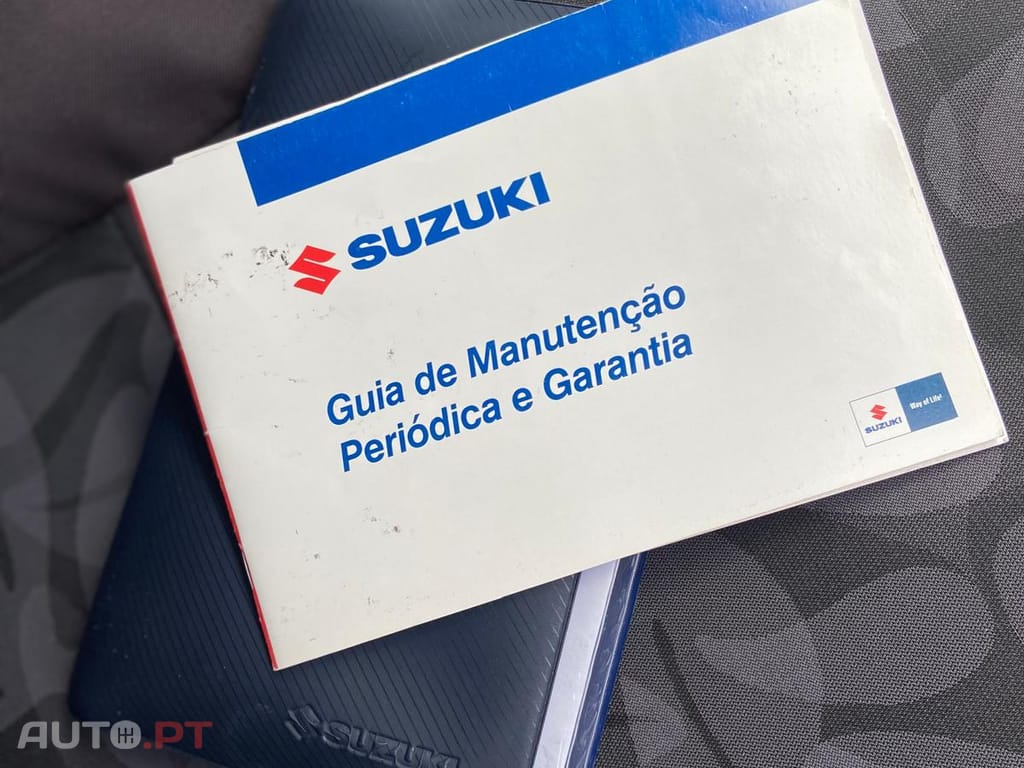 SUZUKI
Guia de Manutenção
Periódica e Garantia
SUZUKI
Way of Life!
SUZUKI
AUTO.PT